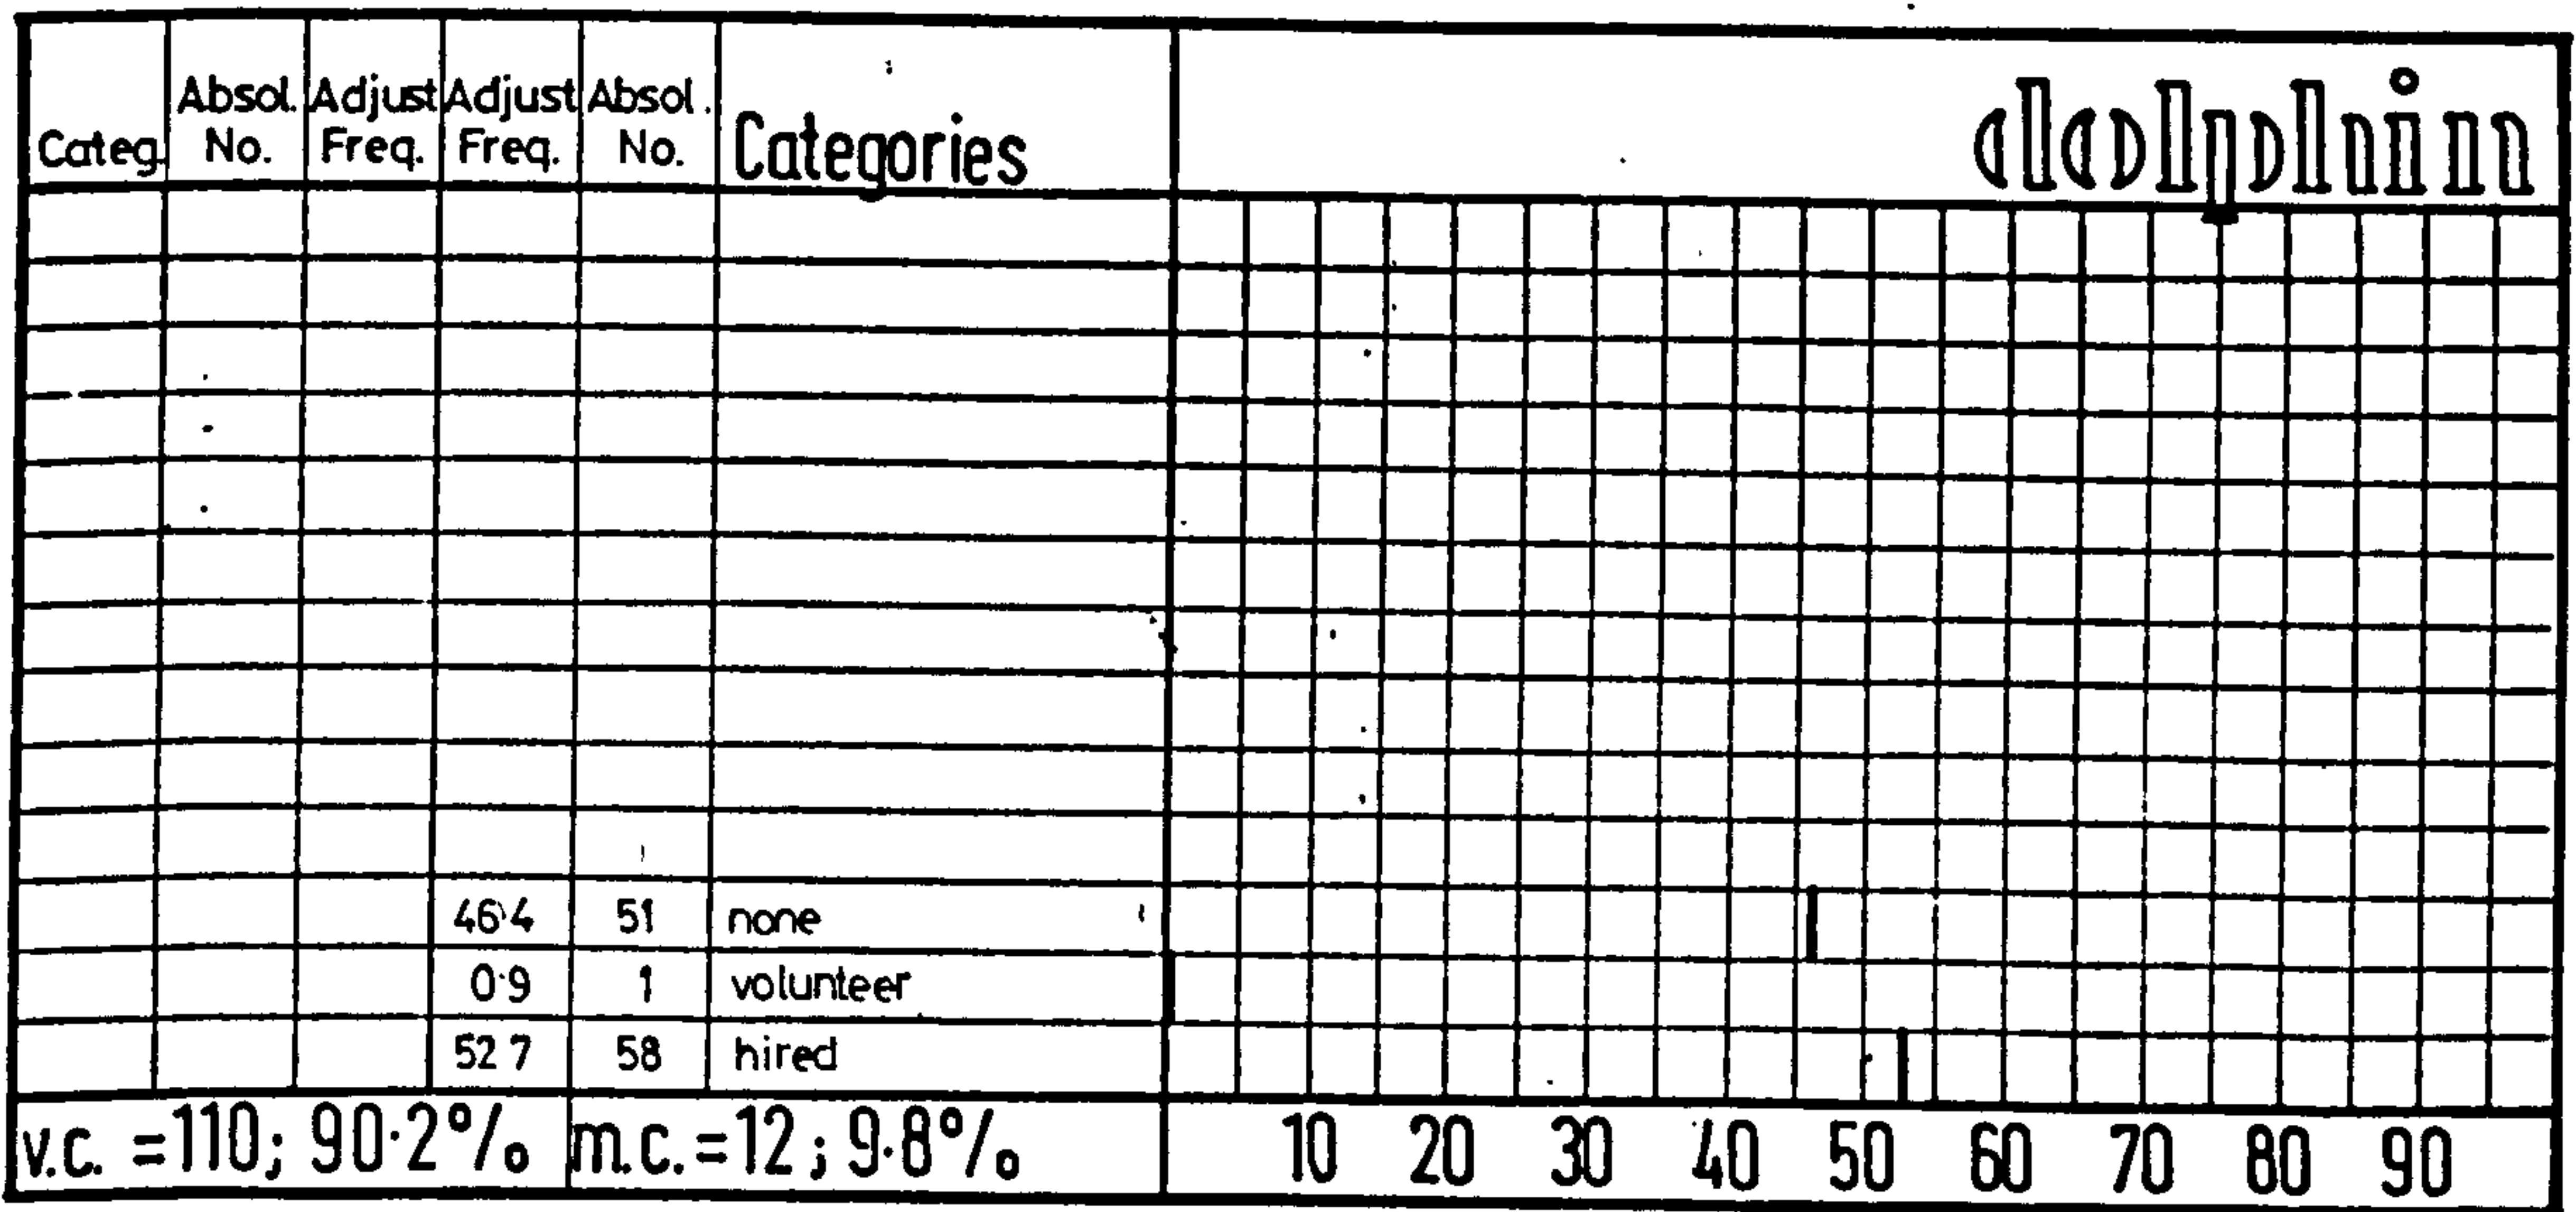 Categ. Absol. No. Adjust Freq. Adjust Freq. Absol. No. Categories
46·4 51 none
0·9 1 volunteer
52 7 58 hired
v.c. =110; 90·2% m.c.=12; 9·8% 10 20 30 40 50 60 70 80 90